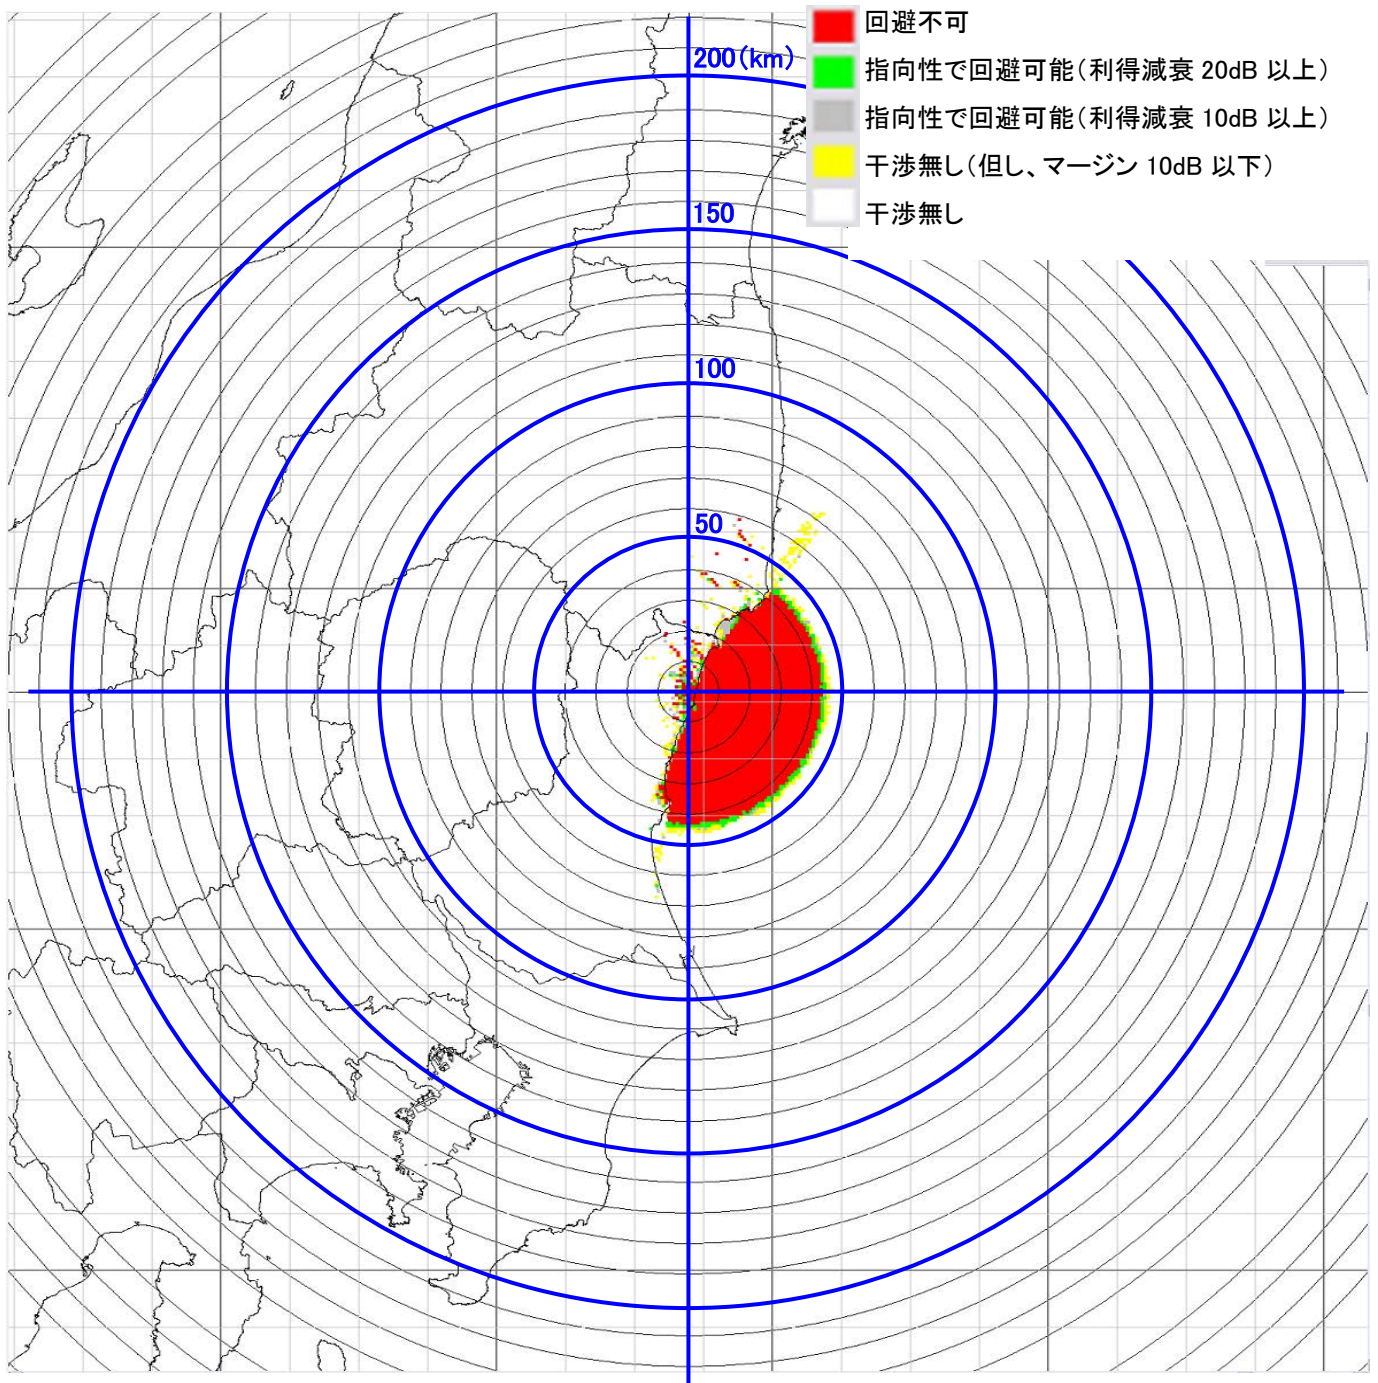 回避不可
200(km)
指向性で回避可能(利得減衰 20dB 以上)
指向性で回避可能(利得減衰 10dB 以上)
干渉無し(但し、マージン 10dB 以下)
干渉無し
150
100
50